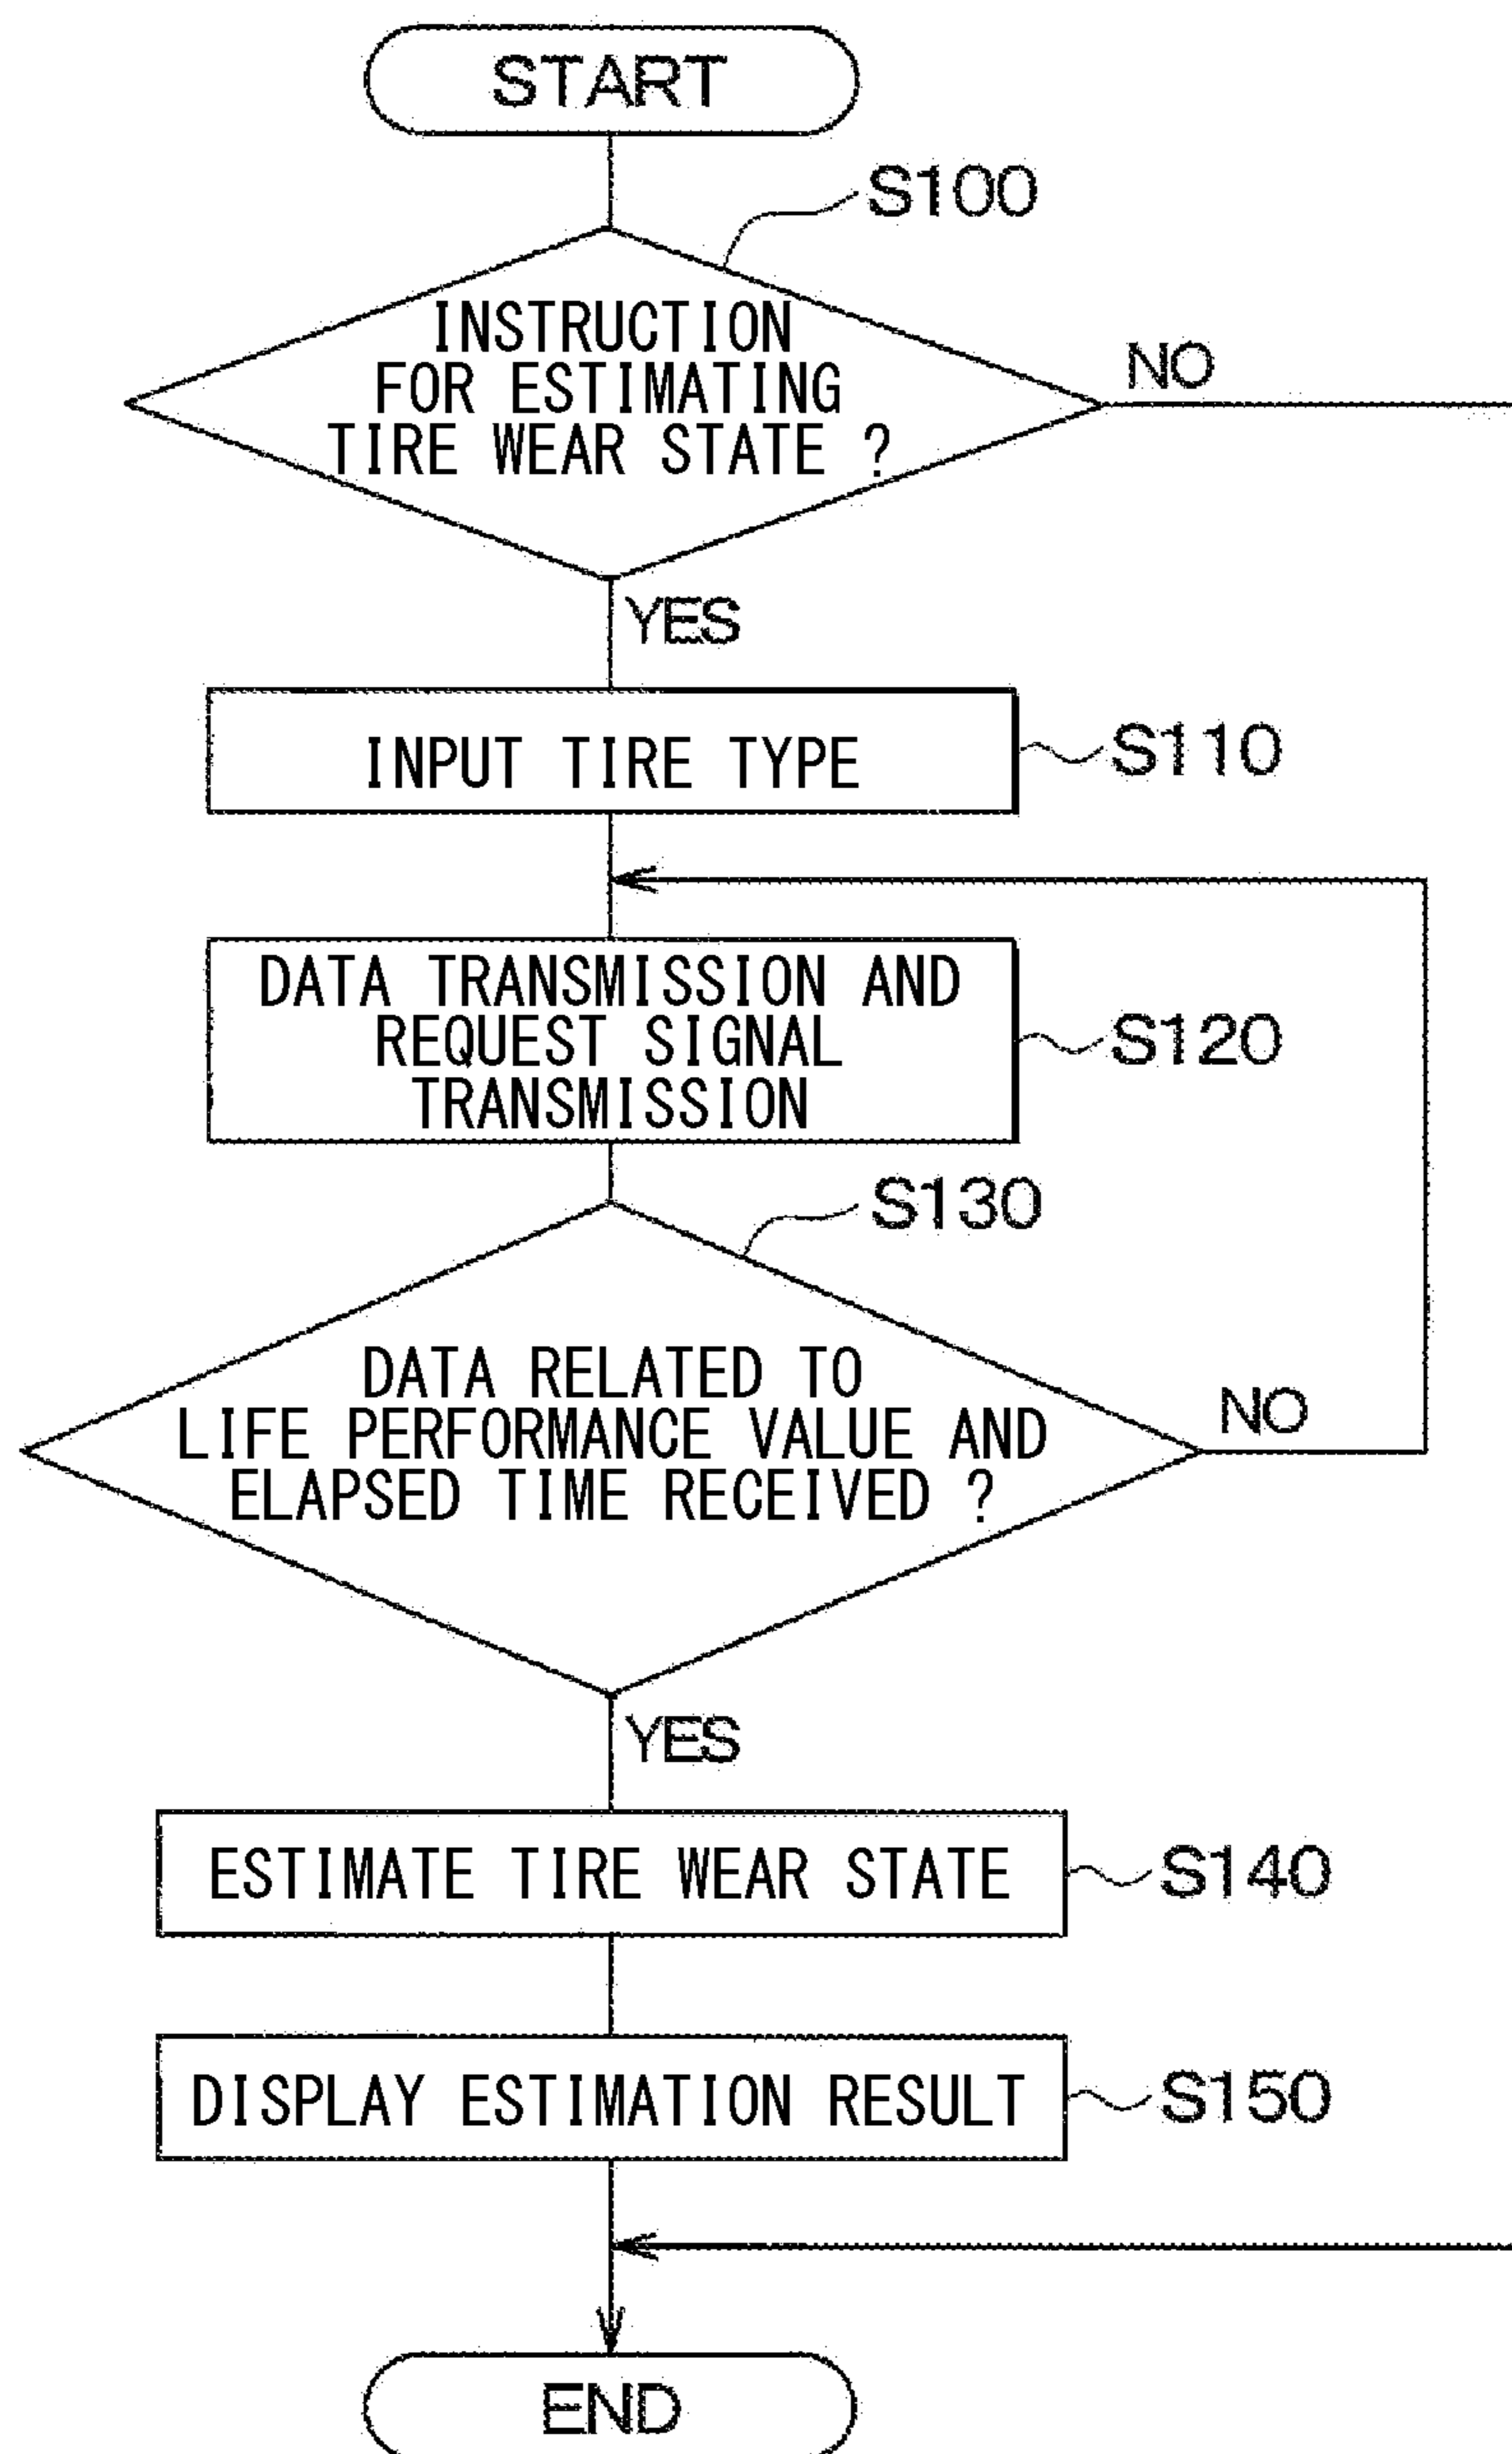 START
S100
INSTRUCTION
FOR ESTIMATING
TIRE WEAR STATE ?
NO
YES
INPUT TIRE TYPE
S110
DATA TRANSMISSION AND
REQUEST SIGNAL
TRANSMISSION
S120
S130
DATA RELATED TO
LIFE PERFORMANCE VALUE AND
ELAPSED TIME RECEIVED ?
NO
YES
ESTIMATE TIRE WEAR STATE
S140
DISPLAY ESTIMATION RESULT
S150
END